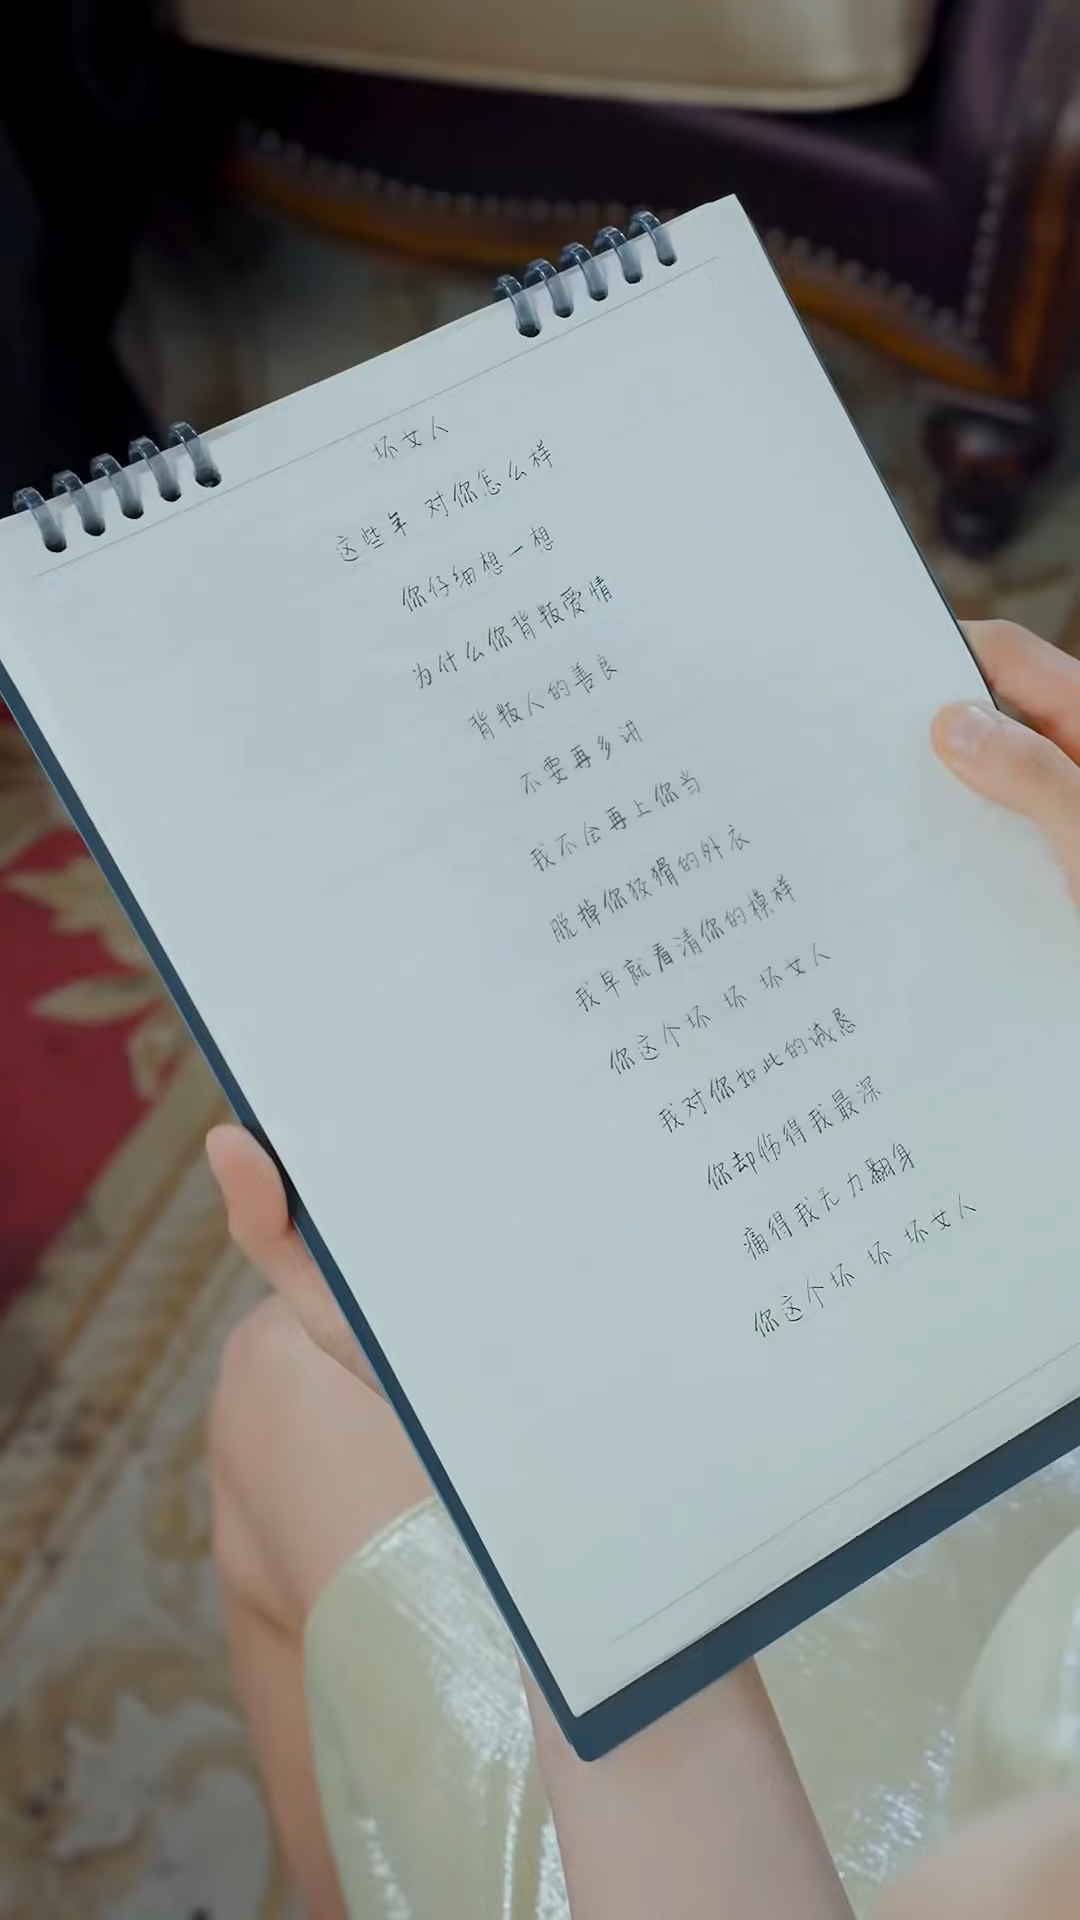 坏女人
这些年 对你怎么样
你仔细想一想
为什么你背叛爱情
背叛人的善良
不要再多讲
我不会再上你当
脱掉你狡猾的外衣
我早就看清你的模样
你这个坏 坏 坏女人
我对你如此的诚恳
你却伤得我最深
痛得我无力翻身
你这个坏 坏 坏女人